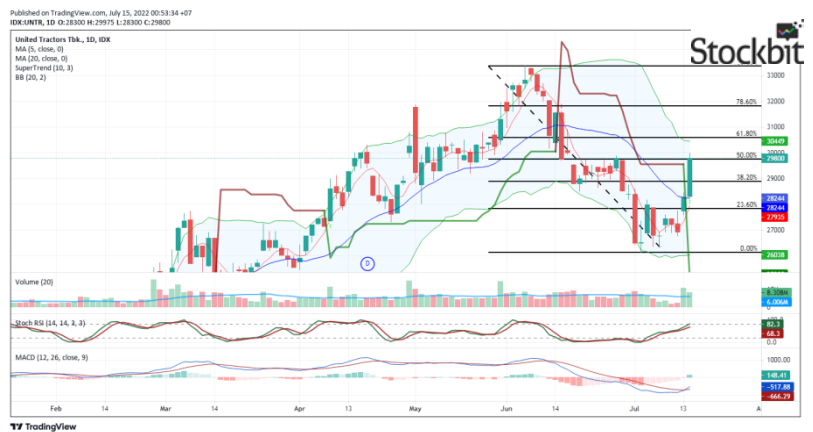 Published on TradingView.com, July 15, 2022 00:53:34 +07
IDX:UNTR, 1D O:28300 H:29975 L:28300 C:29800
Stockbit
United Tractors Tbk., 1D, IDX
MA (5, close, 0)
MA (20, close, 0)
SuperTrend (10, 3)
BB (20, 2)
33000
78.60%
32000
31000
61.80%
30449
30000
50.00%
29800
29000
38.20%
28244
28244
23.60%
27915
27000
0.00%
26038
D
Volume (20)
8.308M
6.006M
Stoch RSI (14, 14, 3, 3)
82.3
68.3
MACD (12, 26, close, 9)
1000.00
148.41
-517.88
-666.29
Feb 14 Mar 14 Apr 13 May Jun 14 Jul 13 A
TradingView